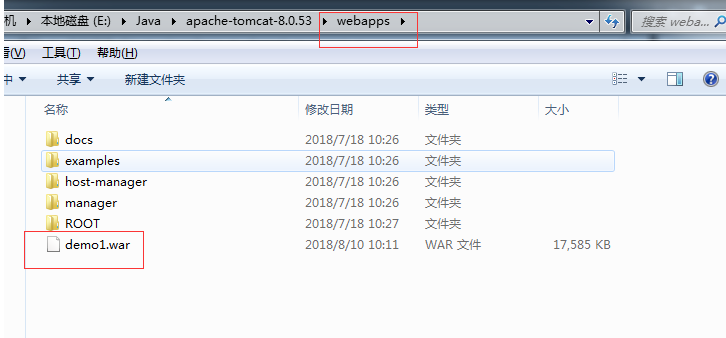 机 ▸ 本地磁盘 (E:) ▸ Java ▸ apache-tomcat-8.0.53 ▸ webapps ▸ 搜索 weba...
看(V) 工具(T) 帮助(H)
中 ▾ 共享 ▾ 新建文件夹
名称 修改日期 类型 大小
docs 2018/7/18 10:26 文件夹
examples 2018/7/18 10:26 文件夹
host-manager 2018/7/18 10:26 文件夹
manager 2018/7/18 10:26 文件夹
ROOT 2018/7/18 10:27 文件夹
demo1.war 2018/8/10 10:11 WAR 文件 17,585 KB